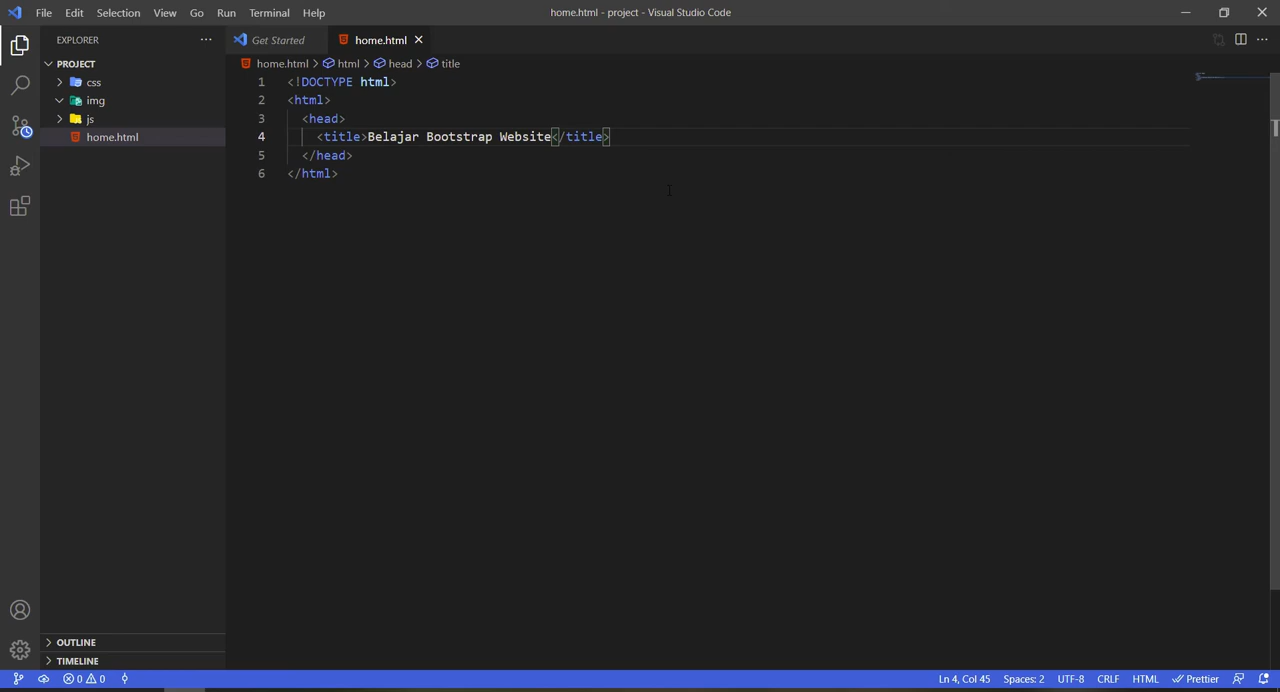 File Edit Selection View Go Run Terminal Help
home.html - project - Visual Studio Code
EXPLORER
PROJECT
css
img
js
home.html
OUTLINE
TIMELINE
Get Started
home.html
home.html > html > head > title
1 <!DOCTYPE html>
2 <html>
3 <head>
4 <title>Belajar Bootstrap Website</title>
5 </head>
6 </html>
0 0
Ln 4, Col 45 Spaces: 2 UTF-8 CRLF HTML Prettier